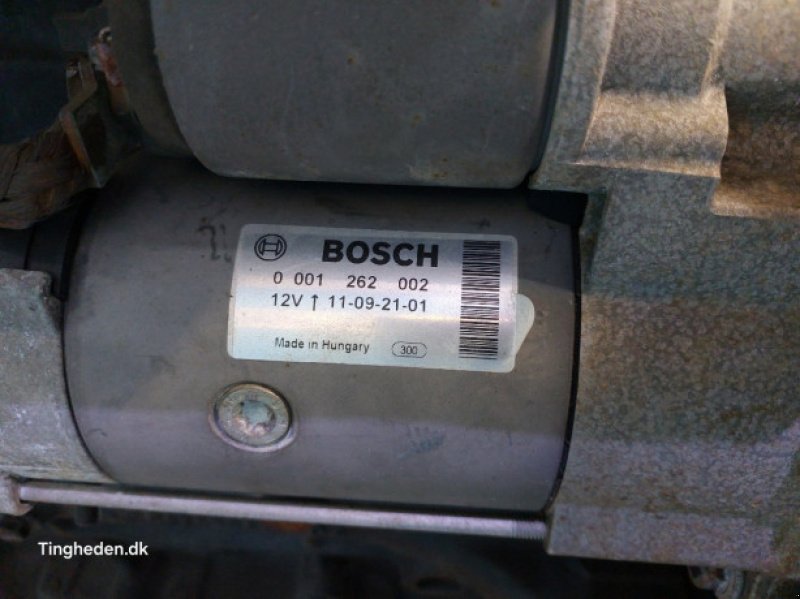 BOSCH
0 001 262 002
12V ↑ 11-09-21-01
Made in Hungary 300
Tingheden.dk